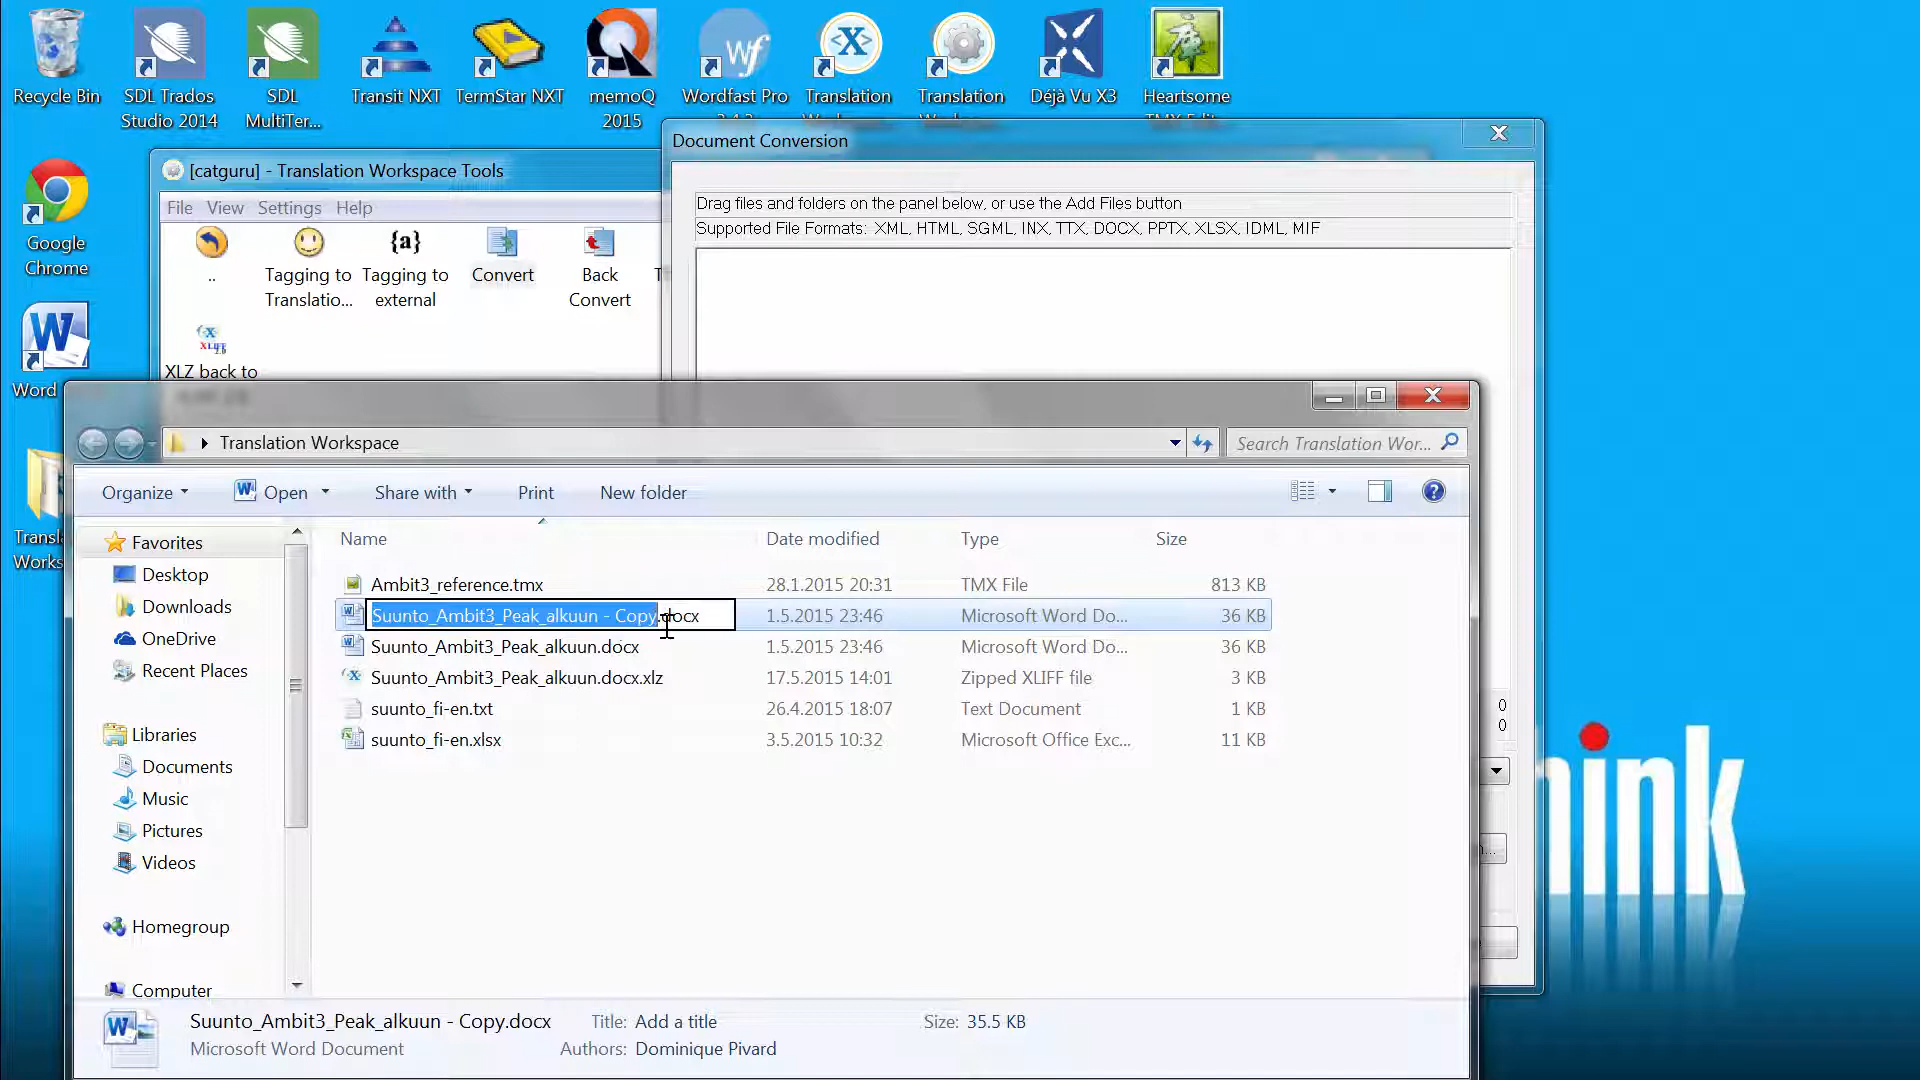 Recycle Bin
SDL Trados
Studio 2014
SDL
MultiTer...
Transit NXT
TermStar NXT
memoQ
2015
Wordfast Pro
Translation
Translation
Déjà Vu X3
Heartsome
Google
Chrome
Word
[catguru] - Translation Workspace Tools
File View Settings Help
..
Tagging to
Translatio...
{a}
Tagging to
external
Convert
Back
Convert
XLIFF
XLZ back to
Document Conversion
Drag files and folders on the panel below, or use the Add Files button
Supported File Formats: XML, HTML, SGML, INX, TTX, DOCX, PPTX, XLSX, IDML, MIF
0
0
Translation Workspace
Search Translation Wor...
Organize
Open
Share with
Print
New folder
Favorites
Desktop
Downloads
OneDrive
Recent Places
Libraries
Documents
Music
Pictures
Videos
Homegroup
Computer
Name Date modified Type Size
Ambit3_reference.tmx 28.1.2015 20:31 TMX File 813 KB
Suunto_Ambit3_Peak_alkuun - Copy.docx 1.5.2015 23:46 Microsoft Word Do... 36 KB
Suunto_Ambit3_Peak_alkuun.docx 1.5.2015 23:46 Microsoft Word Do... 36 KB
Suunto_Ambit3_Peak_alkuun.docx.xlz 17.5.2015 14:01 Zipped XLIFF file 3 KB
suunto_fi-en.txt 26.4.2015 18:07 Text Document 1 KB
suunto_fi-en.xlsx 3.5.2015 10:32 Microsoft Office Exc... 11 KB
Suunto_Ambit3_Peak_alkuun - Copy.docx
Microsoft Word Document
Title: Add a title
Authors: Dominique Pivard
Size: 35.5 KB
Transl
Works
ink